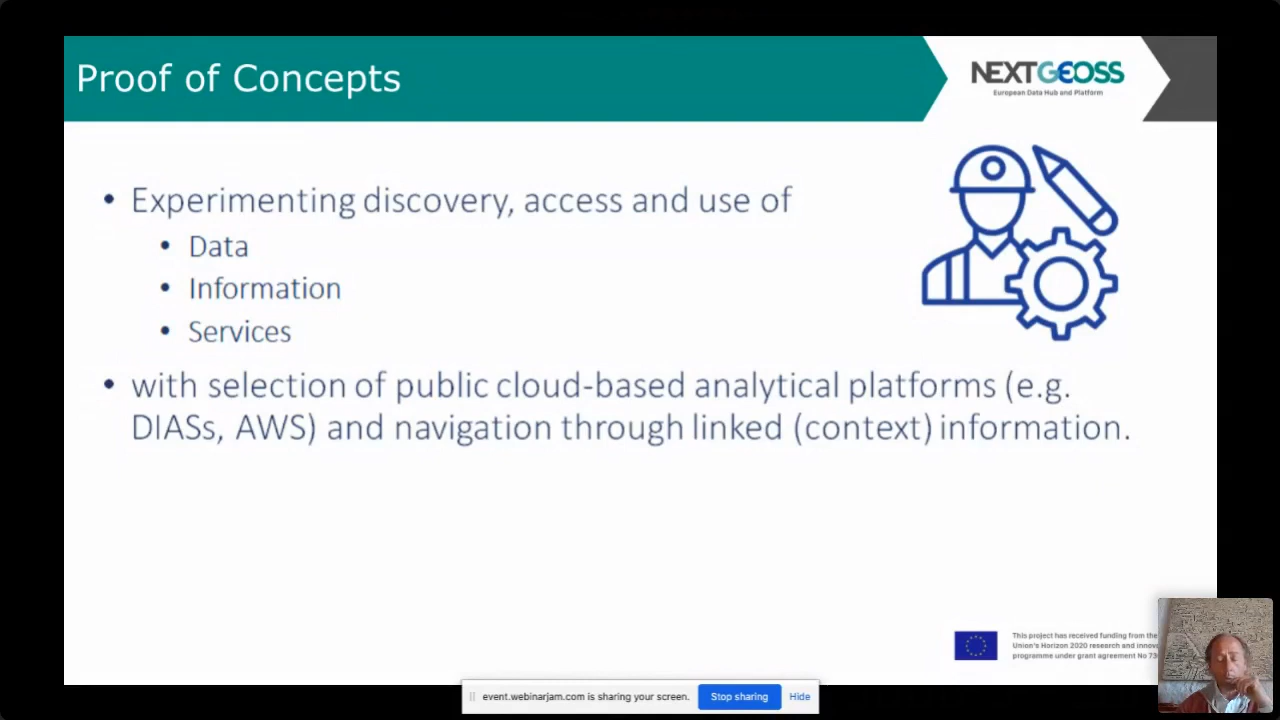 Proof of Concepts
NEXTGEOSS
European Data Hub and Platform
• Experimenting discovery, access and use of
• Data
• Information
• Services
• with selection of public cloud-based analytical platforms (e.g.
DIASs, AWS) and navigation through linked (context) information.
This project has received funding from the
Union's Horizon 2020 research and
programme under grant agreement No
event.webinarjam.com is sharing your screen.
Stop sharing
Hide